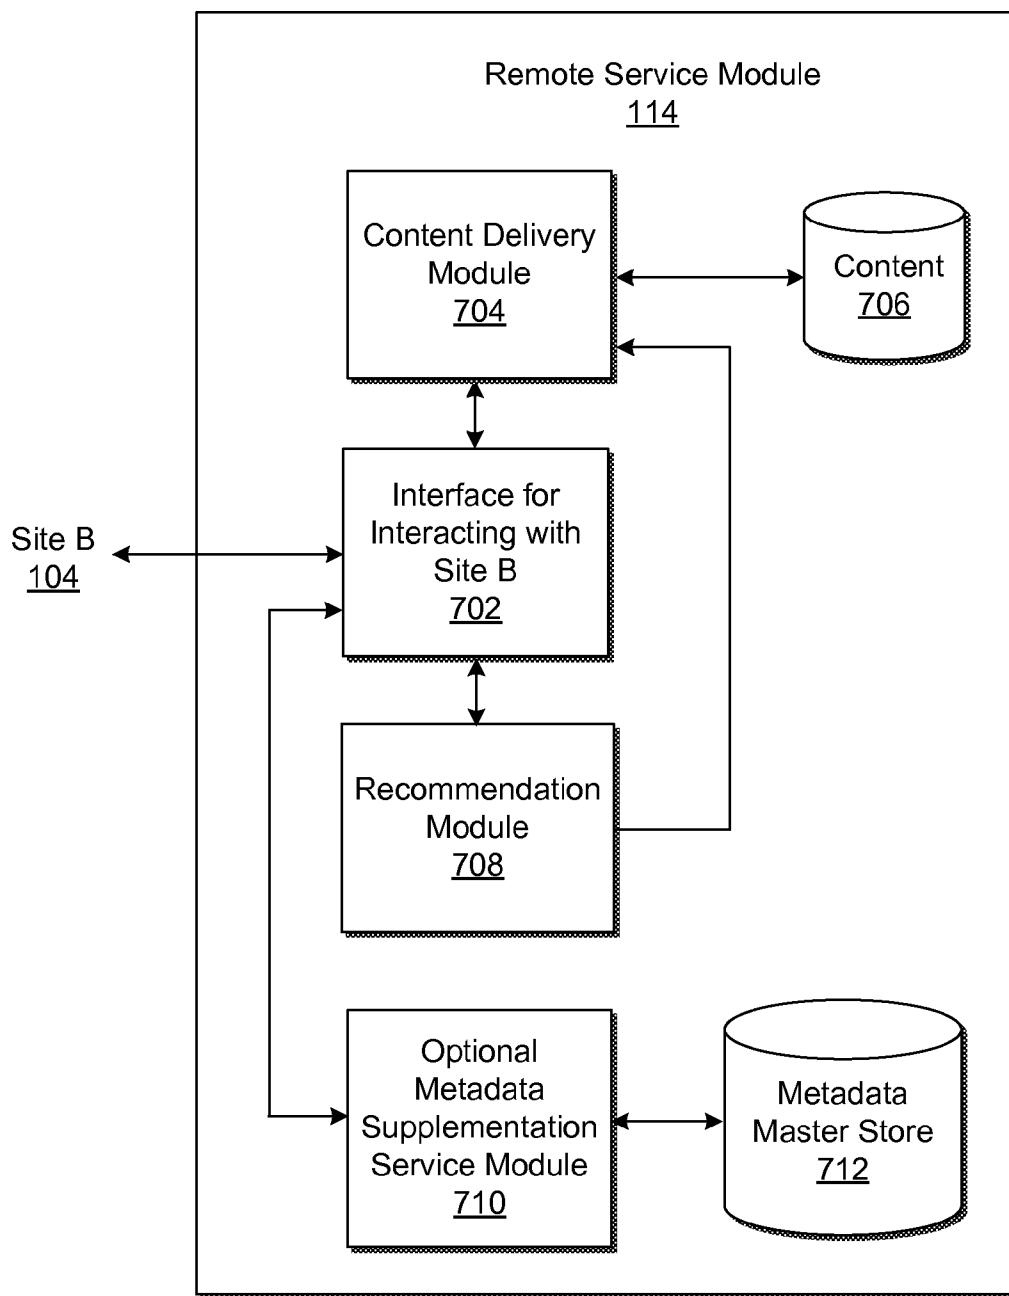 Remote Service Module
114
Content Delivery
Module
704
Content
706
Interface for
Interacting with
Site B
702
Site B
104
Recommendation
Module
708
Optional
Metadata
Supplementation
Service Module
710
Metadata
Master Store
712